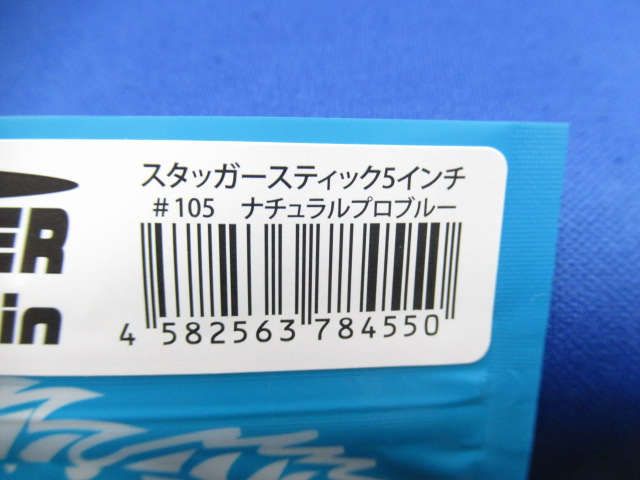 スタッガースティック5インチ
#105 ナチュラルプロブルー
ER
in
4 582563 784550